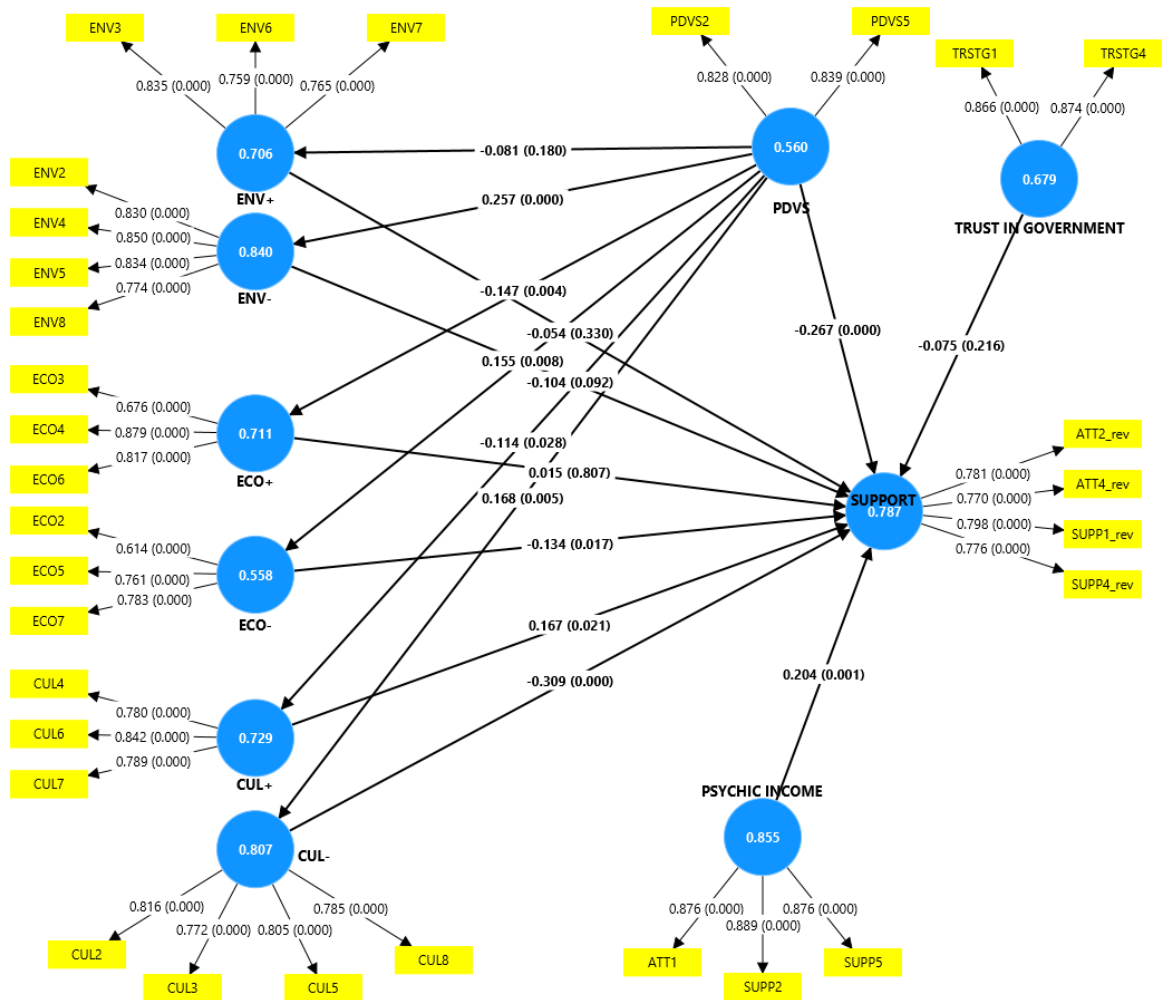 ENV3
ENV6
ENV7
PDVS2
PDVS5
TRSTG1
TRSTG4
0.835 (0.000)
0.759 (0.000)
0.765 (0.000)
0.828 (0.000)
0.839 (0.000)
0.866 (0.000)
0.874 (0.000)
0.706
ENV+
-0.081 (0.180)
0.560
PDVS
0.679
TRUST IN GOVERNMENT
ENV2
ENV4
ENV5
ENV8
0.830 (0.000)
0.850 (0.000)
0.834 (0.000)
0.774 (0.000)
0.840
ENV-
0.257 (0.000)
-0.147 (0.004)
-0.054 (0.330)
0.155 (0.008)
-0.104 (0.092)
-0.267 (0.000)
-0.075 (0.216)
ECO3
ECO4
ECO6
0.676 (0.000)
0.879 (0.000)
0.817 (0.000)
0.711
ECO+
-0.114 (0.028)
0.015 (0.807)
0.168 (0.005)
SUPPORT
0.787
0.781 (0.000)
0.770 (0.000)
0.798 (0.000)
0.776 (0.000)
ATT2_rev
ATT4_rev
SUPP1_rev
SUPP4_rev
ECO2
ECO5
ECO7
0.614 (0.000)
0.761 (0.000)
0.783 (0.000)
0.558
ECO-
-0.134 (0.017)
0.167 (0.021)
-0.309 (0.000)
0.204 (0.001)
CUL4
CUL6
CUL7
0.780 (0.000)
0.842 (0.000)
0.789 (0.000)
0.729
CUL+
0.807
CUL-
PSYCHIC INCOME
0.855
0.816 (0.000)
0.772 (0.000)
0.805 (0.000)
0.785 (0.000)
0.876 (0.000)
0.889 (0.000)
0.876 (0.000)
CUL2
CUL3
CUL5
CUL8
ATT1
SUPP2
SUPP5